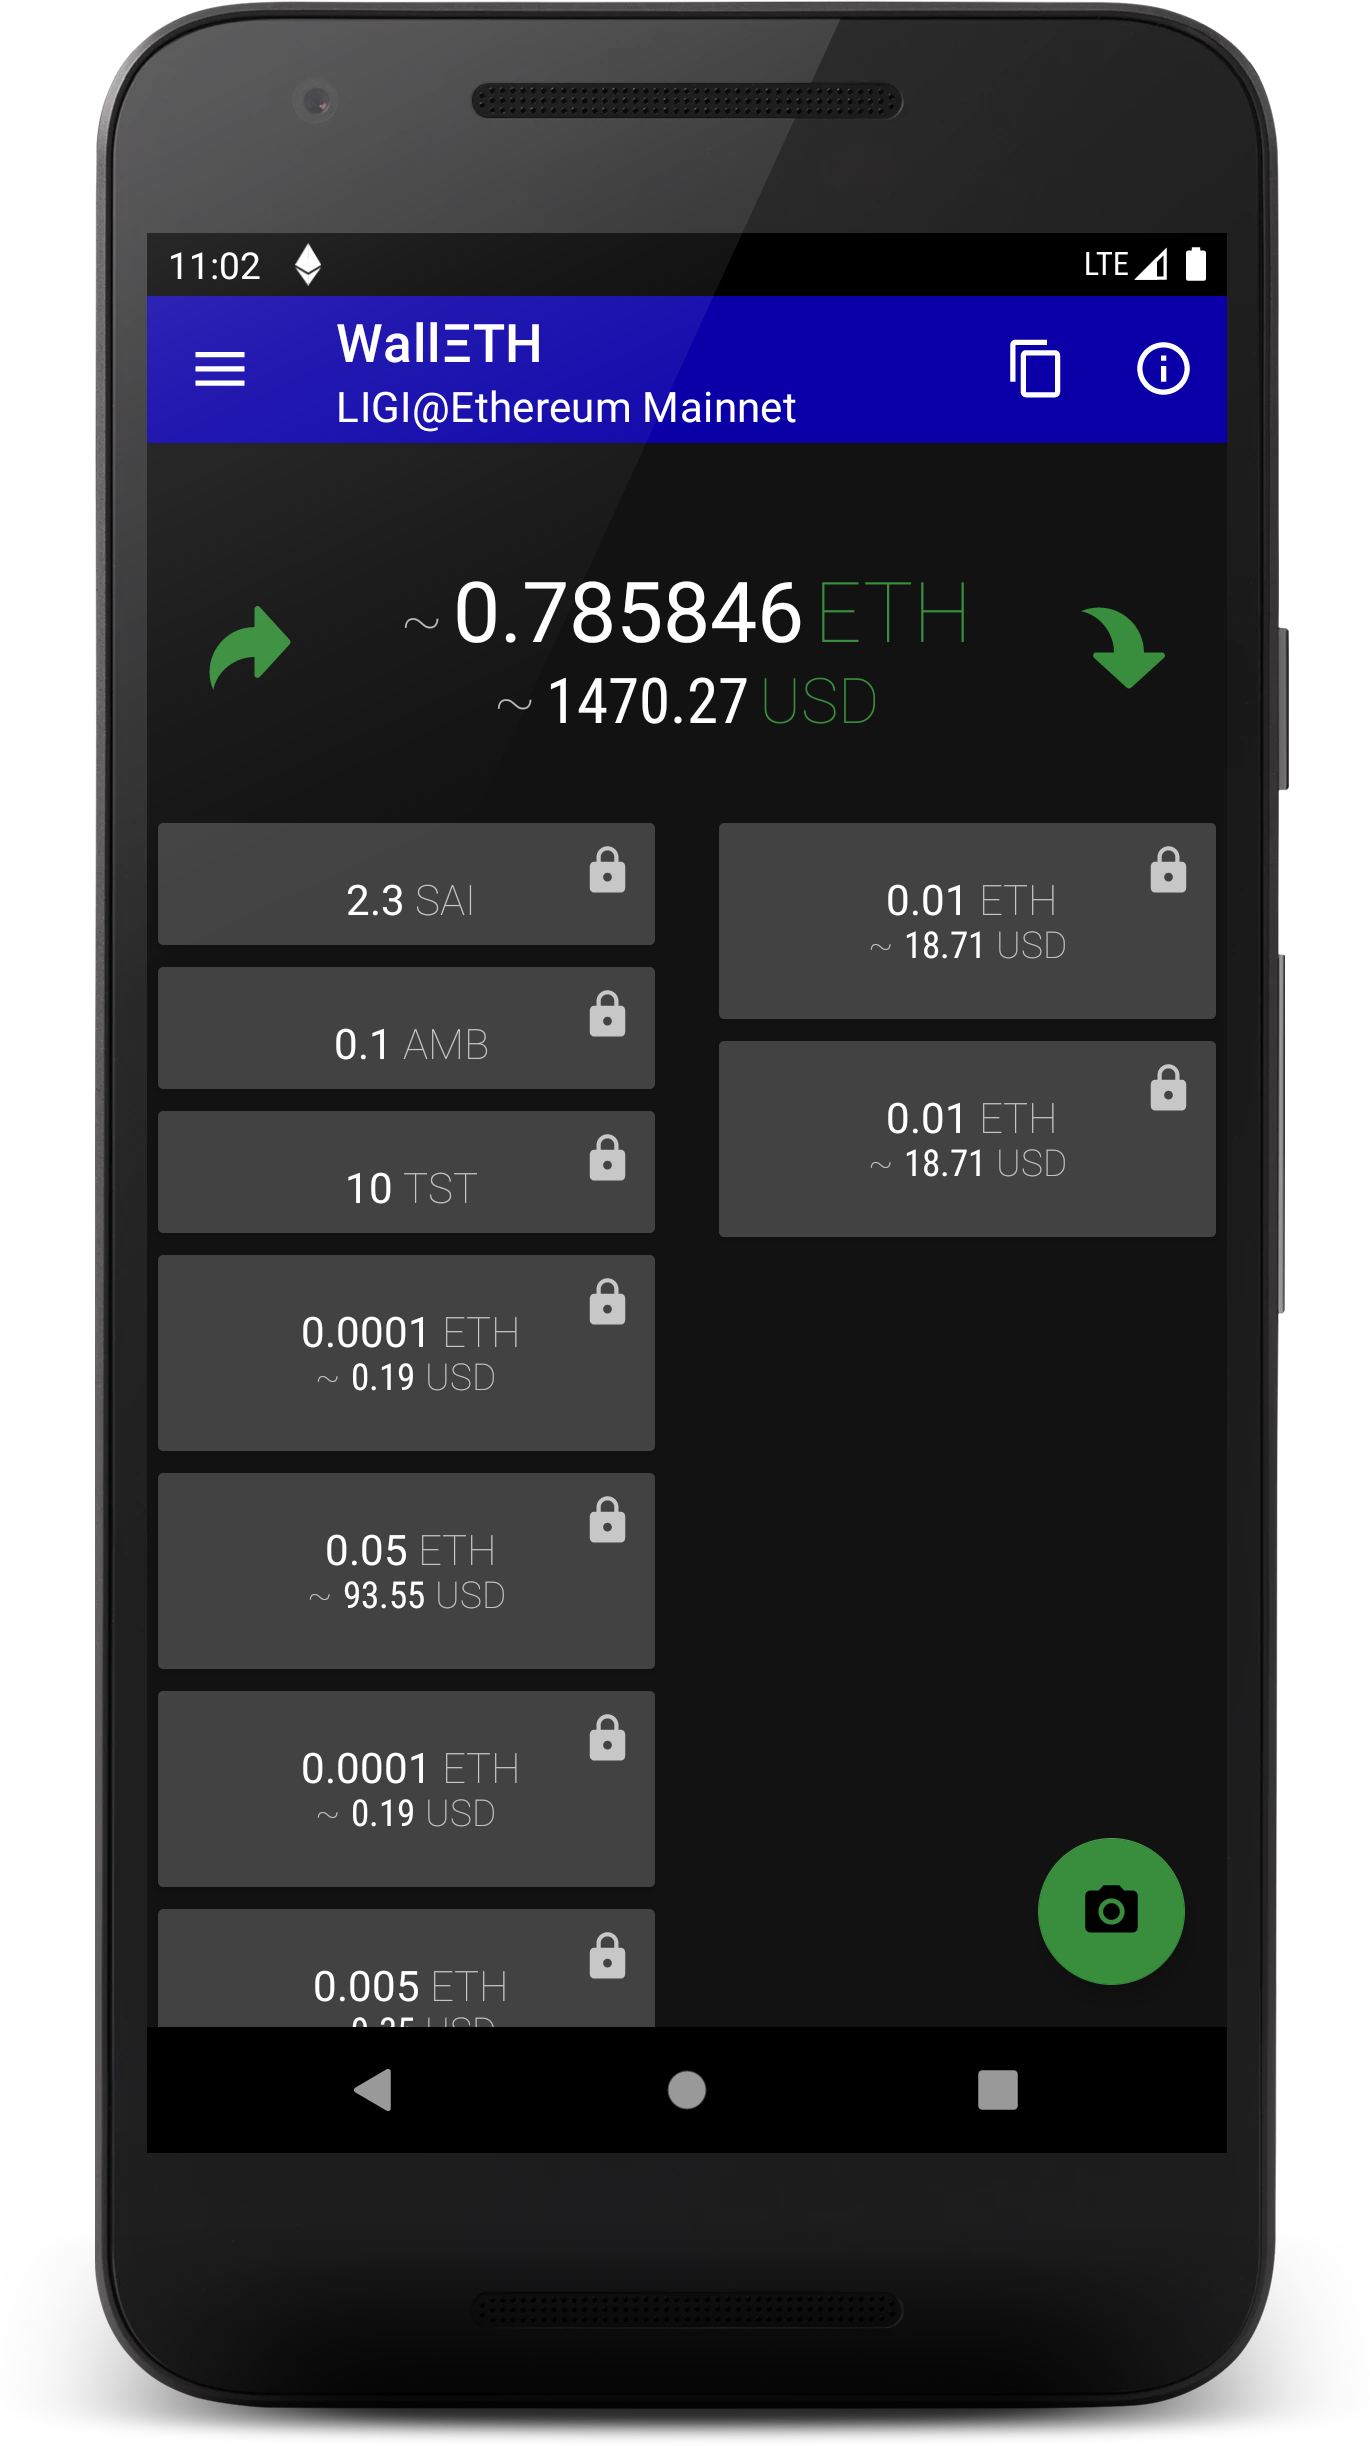 11:02
LTE
WallΞTH
LIGI@Ethereum Mainnet
~ 0.785846 ETH
~ 1470.27 USD
2.3 SAI
0.1 AMB
10 TST
0.0001 ETH
~ 0.19 USD
0.05 ETH
~ 93.55 USD
0.0001 ETH
~ 0.19 USD
0.005 ETH
0.01 ETH
~ 18.71 USD
0.01 ETH
~ 18.71 USD